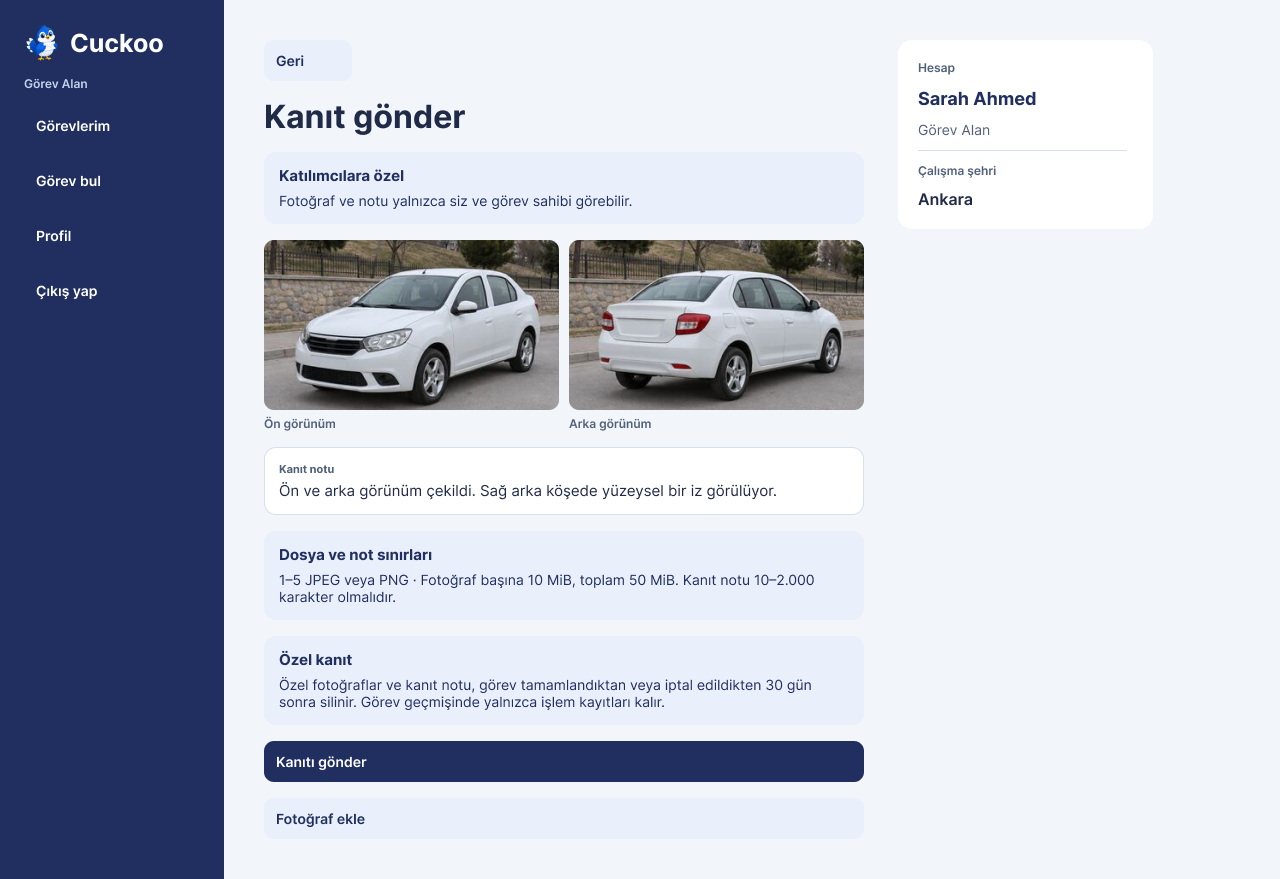 Cuckoo
Görev Alan
Görevlerim
Görev bul
Profil
Çıkış yap
Geri
Kanıt gönder
Katılımcılara özel
Fotoğraf ve notu yalnızca siz ve görev sahibi görebilir.
Ön görünüm
Arka görünüm
Kanıt notu
Ön ve arka görünüm çekildi. Sağ arka köşede yüzeysel bir iz görülüyor.
Dosya ve not sınırları
1–5 JPEG veya PNG · Fotoğraf başına 10 MiB, toplam 50 MiB. Kanıt notu 10–2.000
karakter olmalıdır.
Özel kanıt
Özel fotoğraflar ve kanıt notu, görev tamamlandıktan veya iptal edildikten 30 gün
sonra silinir. Görev geçmişinde yalnızca işlem kayıtları kalır.
Kanıtı gönder
Fotoğraf ekle
Hesap
Sarah Ahmed
Görev Alan
Çalışma şehri
Ankara